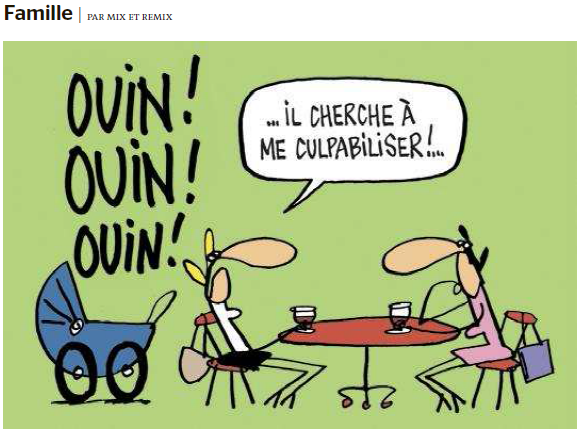 Famille | PAR MIX ET REMIX
OUIN!
OUIN!
OUIN!
...IL CHERCHE À
ME CULPABILISER!...